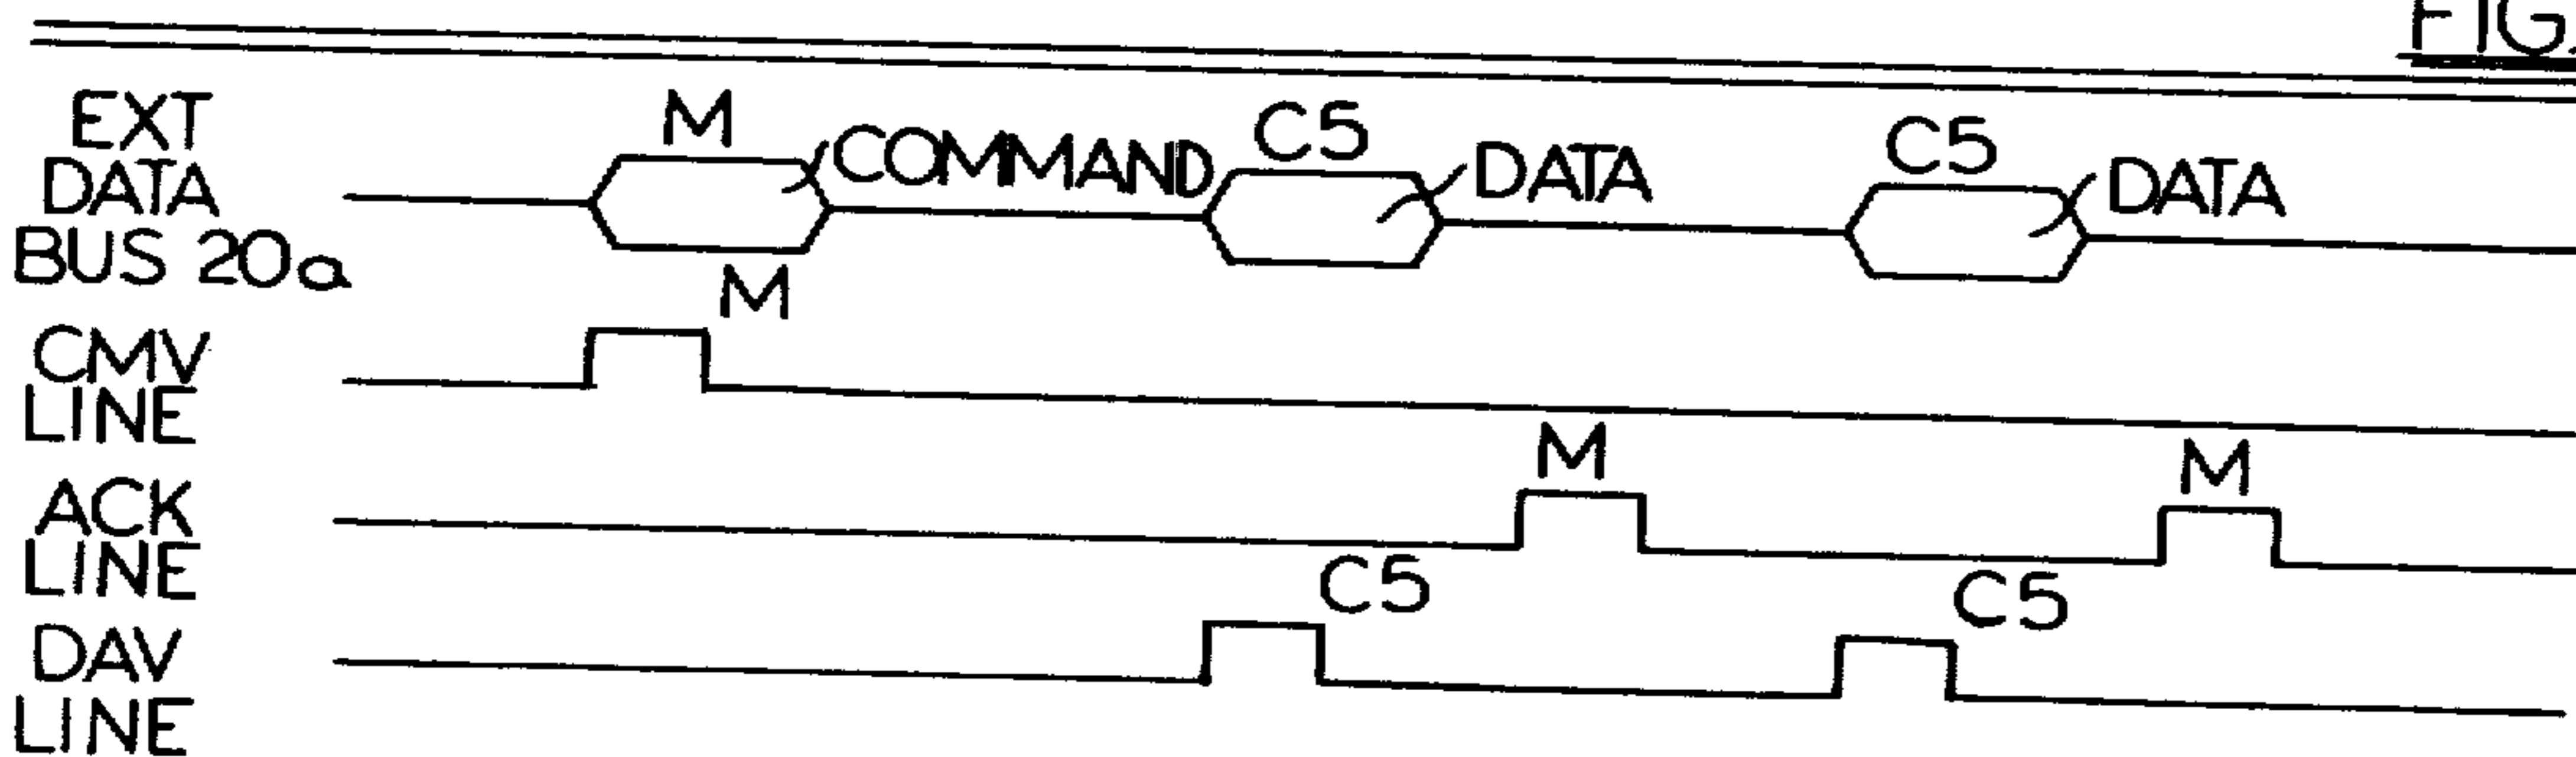 FIG.
EXT
DATA
BUS 20a
M
COMMAND
C5
DATA
C5
DATA
CMV
LINE
M
ACK
LINE
M
M
DAV
LINE
C5
C5